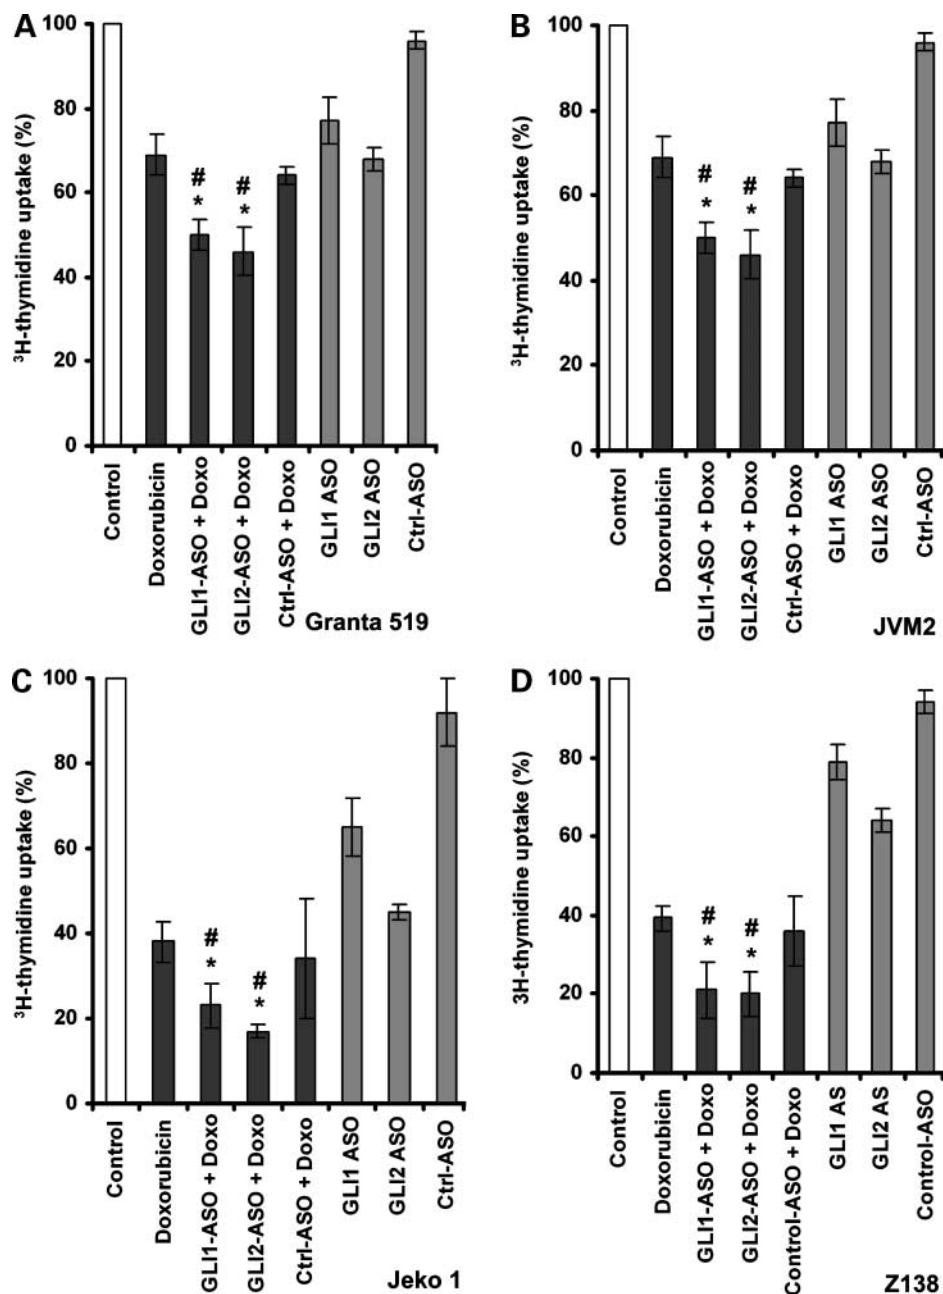 A
³H-thymidine uptake (%)
100
80
60
40
20
0
#
*
#
*
Control
Doxorubicin
GLI1-ASO + Doxo
GLI2-ASO + Doxo
Ctrl-ASO + Doxo
GLI1 ASO
GLI2 ASO
Ctrl-ASO
Granta 519
B
³H-thymidine uptake (%)
100
80
60
40
20
0
#
*
#
*
Control
Doxorubicin
GLI1-ASO + Doxo
GLI2-ASO + Doxo
Ctrl-ASO + Doxo
GLI1 ASO
GLI2 ASO
Ctrl-ASO
JVM2
C
³H-thymidine uptake (%)
100
80
60
40
20
0
#
*
#
*
Control
Doxorubicin
GLI1-ASO + Doxo
GLI2-ASO + Doxo
Ctrl-ASO + Doxo
GLI1 ASO
GLI2 ASO
Ctrl-ASO
Jeko 1
D
3H-thymidine uptake (%)
100
80
60
40
20
0
#
*
#
*
Control
Doxorubicin
GLI1-ASO + Doxo
GLI2-ASO + Doxo
Control-ASO + Doxo
GLI1 AS
GLI2 AS
Control-ASO
Z138